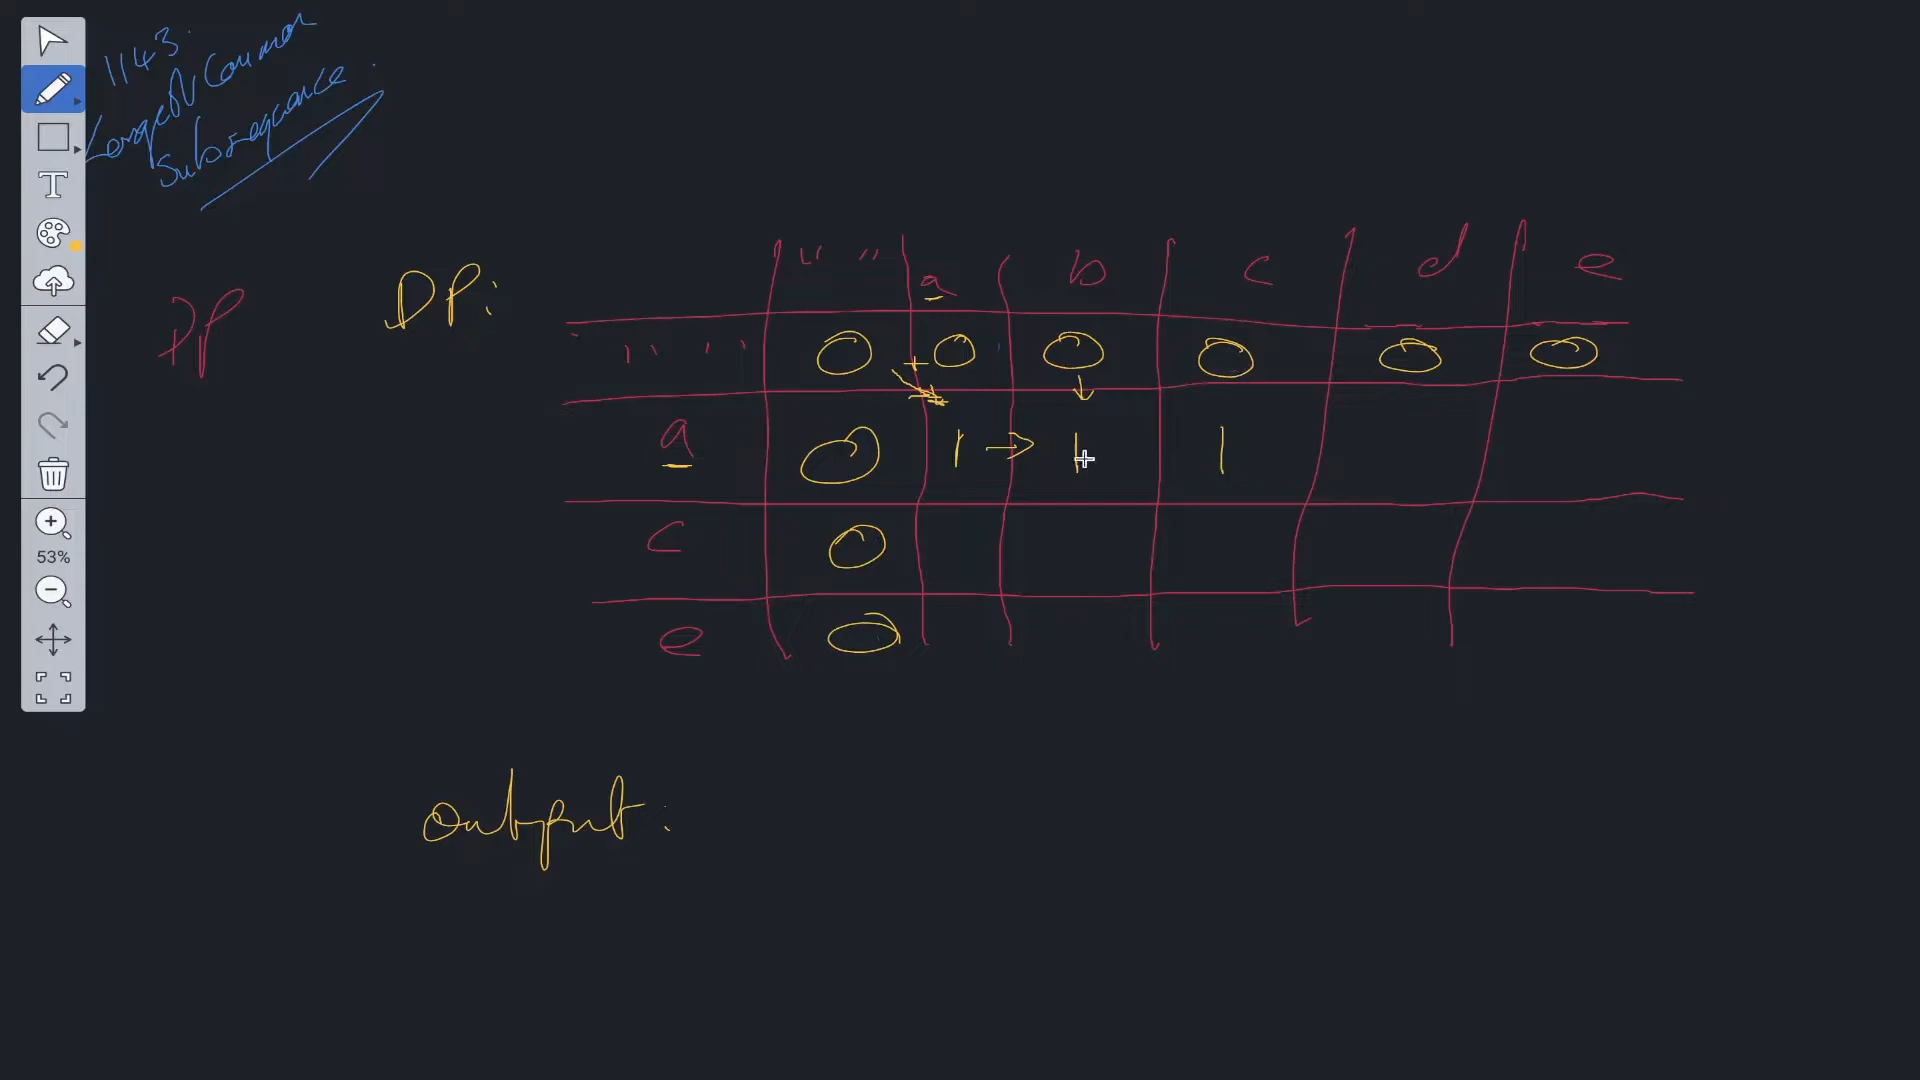 1143.
Longest Common
Subsequence.
DP
DP:
" " a b c d e
" " 0 0 0 0 0 0
a 0 1 → 1 1
c 0
e 0
output:
T
53%